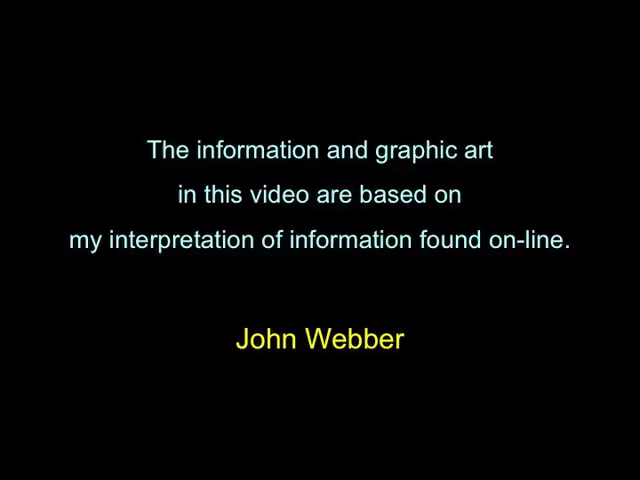 The information and graphic art
in this video are based on
my interpretation of information found on-line.
John Webber